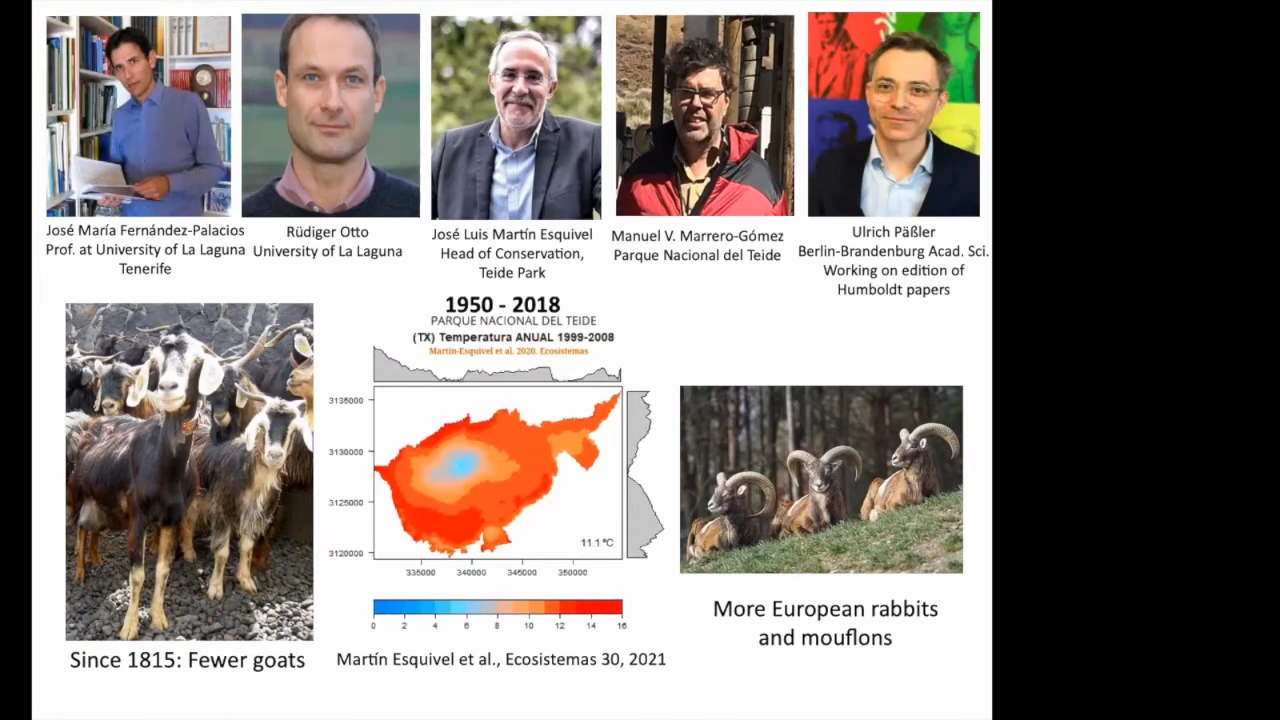 José María Fernández-Palacios
Prof. at University of La Laguna
Tenerife
Rüdiger Otto
University of La Laguna
José Luis Martín Esquivel
Head of Conservation,
Teide Park
Manuel V. Marrero-Gómez
Parque Nacional del Teide
Ulrich Päßler
Berlin-Brandenburg Acad. Sci.
Working on edition of
Humboldt papers
1950 - 2018
PARQUE NACIONAL DEL TEIDE
(TX) Temperatura ANUAL 1999-2008
Martín-Esquivel et al. 2020. Ecosistemas
3135000
3130000
3125000
3120000
11.1 ºC
335000 340000 345000 350000
0 2 4 6 8 10 12 14 16
Since 1815: Fewer goats
Martín Esquivel et al., Ecosistemas 30, 2021
More European rabbits
and mouflons